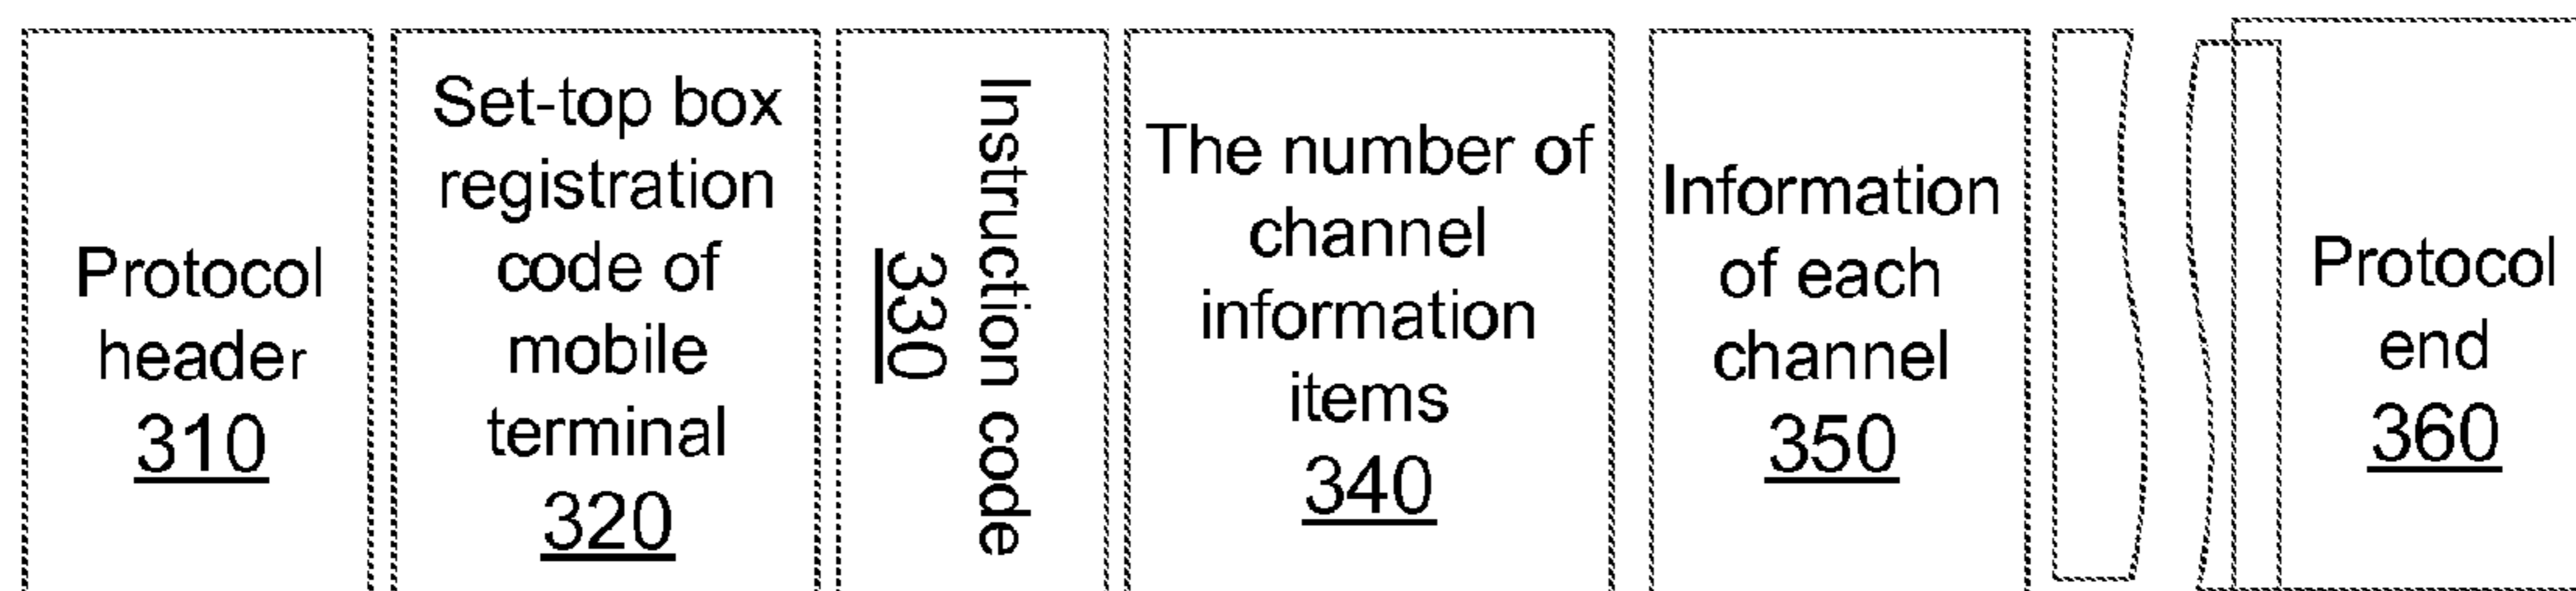 Protocol
header
310
Set-top box
registration
code of
mobile
terminal
320
Instruction code
330
The number of
channel
information
items
340
Information
of each
channel
350
Protocol
end
360